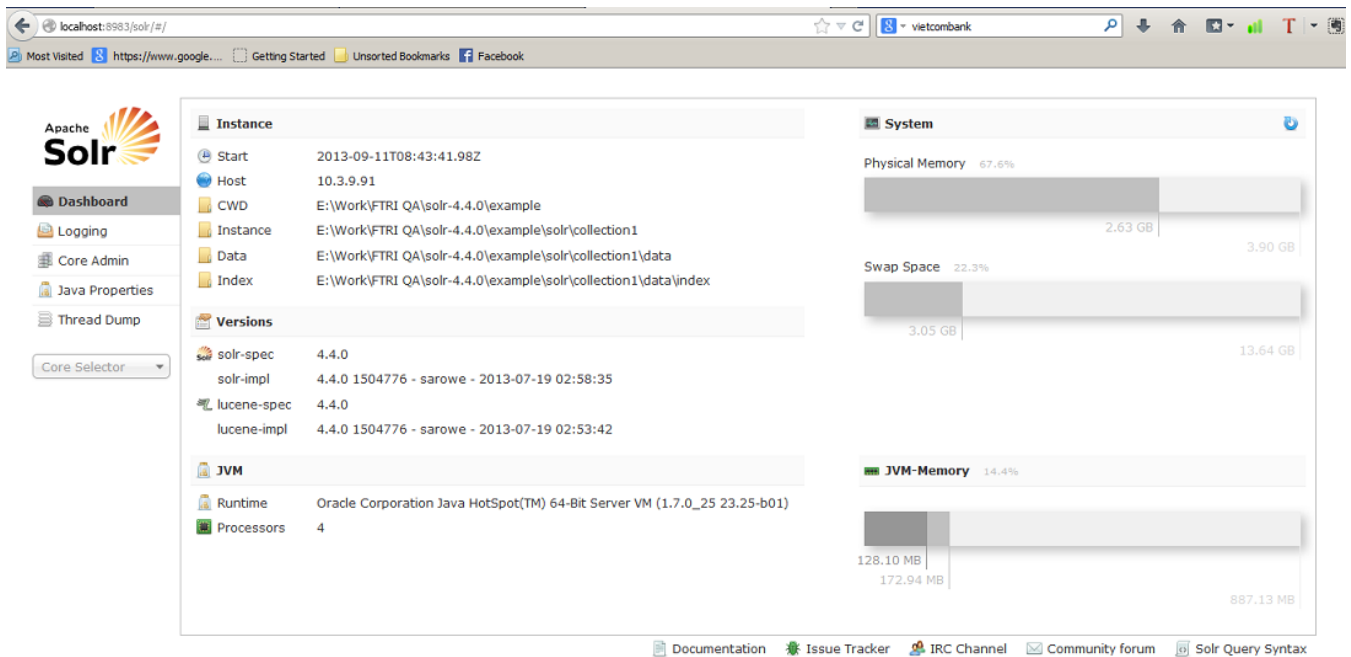 localhost:8983/solr/#/
vietcombank
Most Visited https://www.google.... Getting Started Unsorted Bookmarks Facebook
Apache
Solr
Dashboard
Logging
Core Admin
Java Properties
Thread Dump
Core Selector
Instance
Start 2013-09-11T08:43:41.98Z
Host 10.3.9.91
CWD E:\Work\FTRI QA\solr-4.4.0\example
Instance E:\Work\FTRI QA\solr-4.4.0\example\solr\collection1
Data E:\Work\FTRI QA\solr-4.4.0\example\solr\collection1\data
Index E:\Work\FTRI QA\solr-4.4.0\example\solr\collection1\data\index
Versions
solr-spec 4.4.0
solr-impl 4.4.0 1504776 - sarowe - 2013-07-19 02:58:35
lucene-spec 4.4.0
lucene-impl 4.4.0 1504776 - sarowe - 2013-07-19 02:53:42
JVM
Runtime Oracle Corporation Java HotSpot(TM) 64-Bit Server VM (1.7.0_25 23.25-b01)
Processors 4
System
Physical Memory 67.6%
2.63 GB
3.90 GB
Swap Space 22.3%
3.05 GB
13.64 GB
JVM-Memory 14.4%
128.10 MB
172.94 MB
887.13 MB
Documentation Issue Tracker IRC Channel Community forum Solr Query Syntax